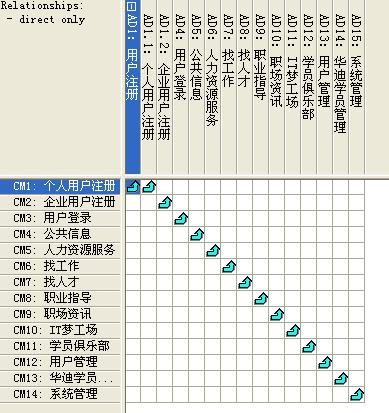 Relationships:
- direct only
AD1: 用户注册
AD1.1: 个人用户注册
AD1.2: 企业用户注册
AD4: 用户登录
AD5: 公共信息
AD6: 人力资源服务
AD7: 找工作
AD8: 找人才
AD9: 职业指导
AD10: 职场资讯
AD11: IT梦工场
AD12: 学员俱乐部
AD13: 用户管理
AD14: 华迪学员管理
AD15: 系统管理
CM1: 个人用户注册
CM2: 企业用户注册
CM3: 用户登录
CM4: 公共信息
CM5: 人力资源服务
CM6: 找工作
CM7: 找人才
CM8: 职业指导
CM9: 职场资讯
CM10: IT梦工场
CM11: 学员俱乐部
CM12: 用户管理
CM13: 华迪学员...
CM14: 系统管理